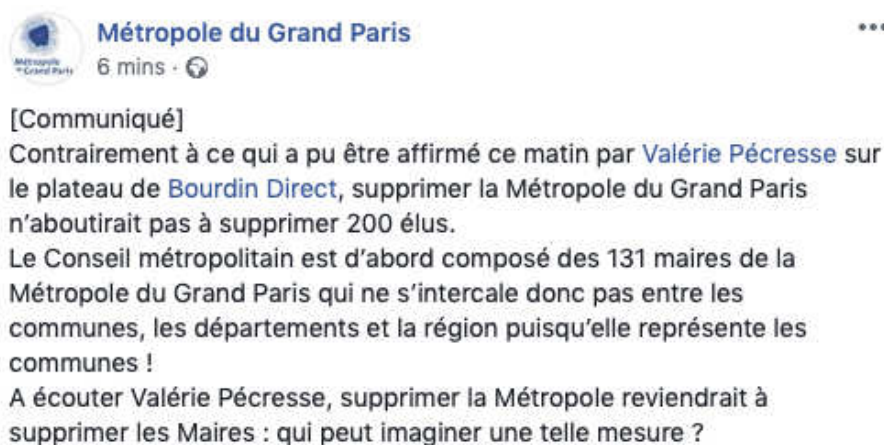 Métropole du Grand Paris
6 mins ·
Métropole
du Grand Paris
[Communiqué]
Contrairement à ce qui a pu être affirmé ce matin par Valérie Pécresse sur
le plateau de Bourdin Direct, supprimer la Métropole du Grand Paris
n’aboutirait pas à supprimer 200 élus.
Le Conseil métropolitain est d’abord composé des 131 maires de la
Métropole du Grand Paris qui ne s’intercale donc pas entre les
communes, les départements et la région puisqu’elle représente les
communes !
A écouter Valérie Pécresse, supprimer la Métropole reviendrait à
supprimer les Maires : qui peut imaginer une telle mesure ?